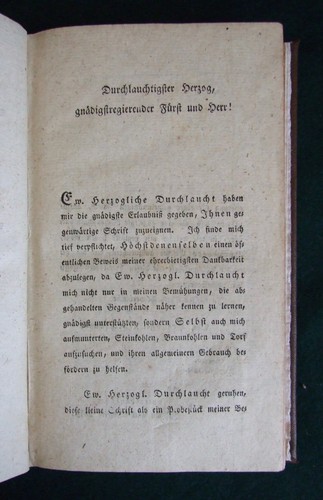 Durchlauchtigster Herzog,
gnädigstregierender Fürst und Herr!
Ew. Herzogliche Durchlaucht haben
mir die gnädigste Erlaubniß gegeben, Ihnen ge
genwärtige Schrift zuzueignen. Ich finde mich
tief verpflichtet, Höchstdenenselben einen öf
fentlichen Beweis meiner ehrerbietigsten Dankbarkeit
abzulegen, da Ew. Herzogl. Durchlaucht
mich nicht nur in meinen Bemühungen, die ab
gehandelten Gegenstände näher kennen zu lernen,
gnädigst unterstützten, sondern Selbst auch mich
aufmunterten, Steinkohlen, Braunkohlen und Torf
aufzusuchen, und ihren allgemeinern Gebrauch be
fördern zu helfen.
Ew. Herzogl. Durchlaucht geruhen,
diese kleine Schrift als ein Probestück meiner Be